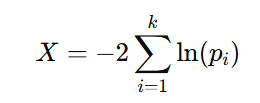 X = −2 ∑_{i=1}^{k} ln(p_i)